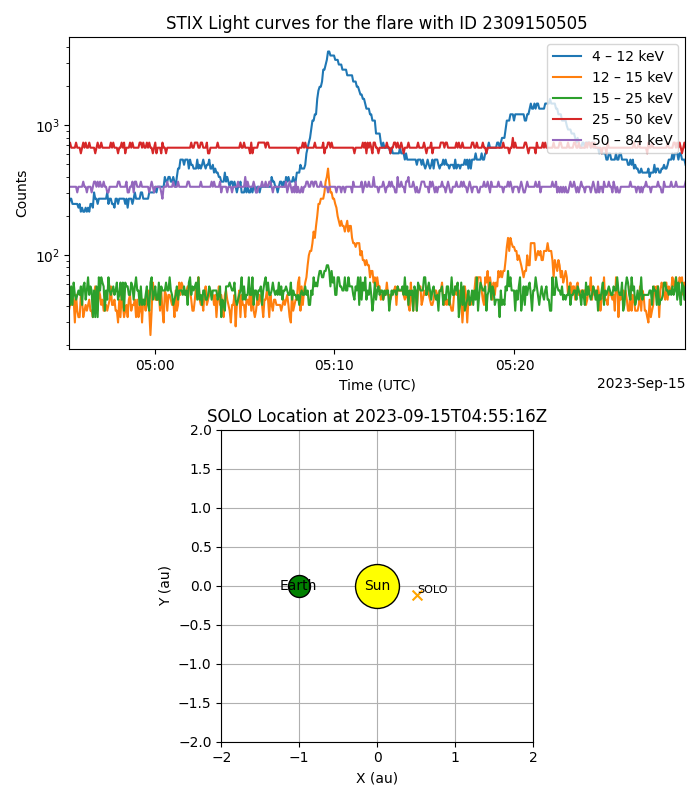 STIX Light curves for the flare with ID 2309150505
4 – 12 keV
12 – 15 keV
15 – 25 keV
25 – 50 keV
50 – 84 keV
Counts
10³
10²
05:00 05:10 05:20
Time (UTC)
2023-Sep-15
SOLO Location at 2023-09-15T04:55:16Z
2.0
1.5
1.0
0.5
0.0
−0.5
−1.0
−1.5
−2.0
Y (au)
Earth Sun SOLO
−2 −1 0 1 2
X (au)